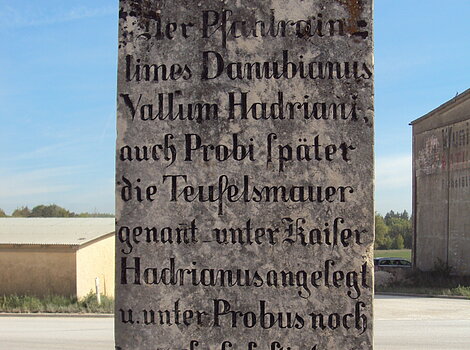 „Der Pfahlrain –
limes Danubianus
Vallum Hadriani,
auch Probi ſpäter
die Teufelsmauer
genant – unter Kaiſer
Hadrianus angelegt
u. unter Probus noch